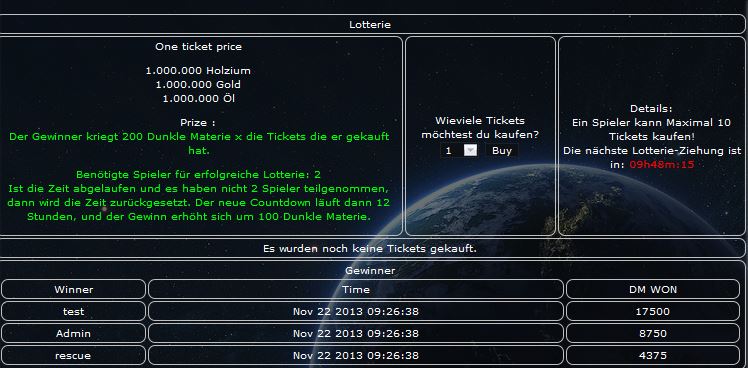 Lotterie
One ticket price
1.000.000 Holzium
1.000.000 Gold
1.000.000 Öl
Prize :
Der Gewinner kriegt 200 Dunkle Materie x die Tickets die er gekauft
hat.
Benötigte Spieler für erfolgreiche Lotterie: 2
Ist die Zeit abgelaufen und es haben nicht 2 Spieler teilgenommen,
dann wird die Zeit zurückgesetzt. Der neue Countdown läuft dann 12
Stunden, und der Gewinn erhöht sich um 100 Dunkle Materie.
Wieviele Tickets
möchtest du kaufen?
1 Buy
Details:
Ein Spieler kann Maximal 10
Tickets kaufen!
Die nächste Lotterie-Ziehung ist
in: 09h48m:15
Es wurden noch keine Tickets gekauft.
Gewinner
Winner Time DM WON
test Nov 22 2013 09:26:38 17500
Admin Nov 22 2013 09:26:38 8750
rescue Nov 22 2013 09:26:38 4375